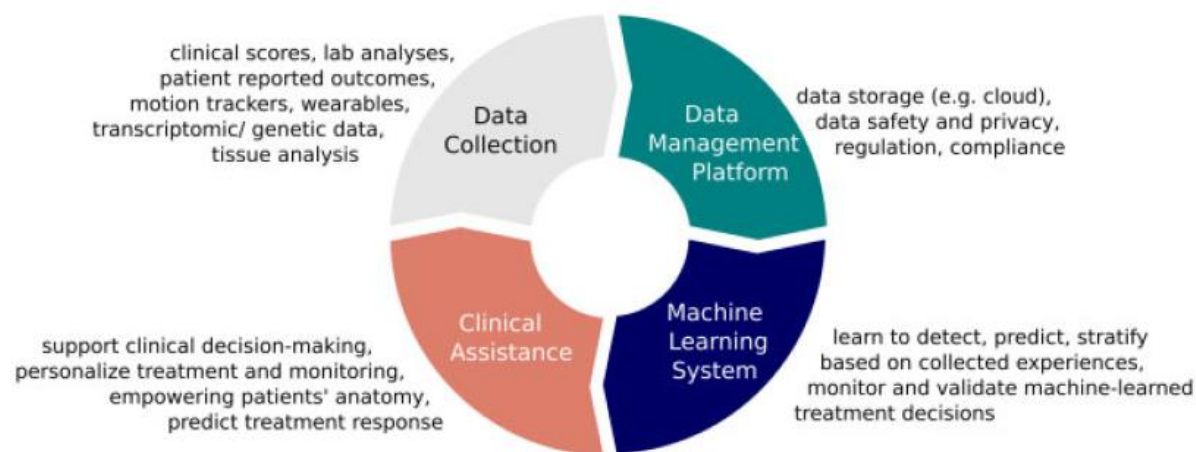 clinical scores, lab analyses,
patient reported outcomes,
motion trackers, wearables,
transcriptomic/ genetic data,
tissue analysis
Data
Collection
Data
Management
Platform
data storage (e.g. cloud),
data safety and privacy,
regulation, compliance
Clinical
Assistance
support clinical decision-making,
personalize treatment and monitoring,
empowering patients' anatomy,
predict treatment response
Machine
Learning
System
learn to detect, predict, stratify
based on collected experiences,
monitor and validate machine-learned
treatment decisions